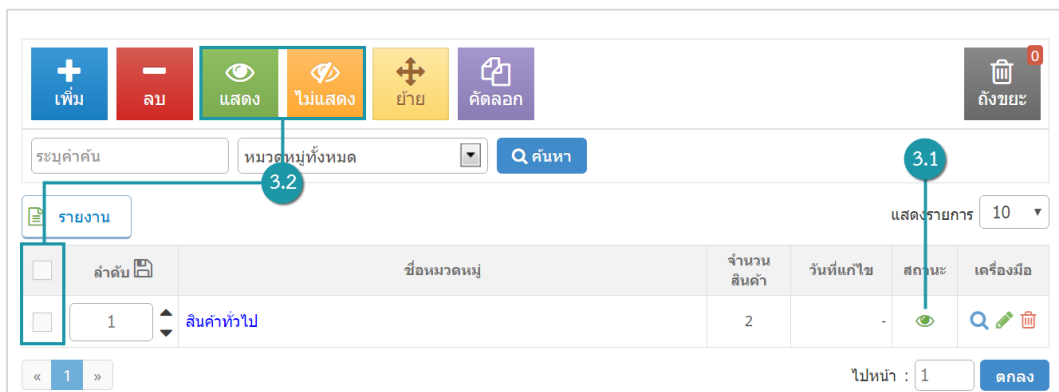 เพิ่ม ลบ แสดง ไม่แสดง ย้าย คัดลอก ถังขยะ 0
ระบุคำค้น หมวดหมู่ทั้งหมด ค้นหา 3.1
3.2
รายงาน แสดงรายการ 10
ลำดับ ชื่อหมวดหมู่ จำนวนสินค้า วันที่แก้ไข สถานะ เครื่องมือ
1 สินค้าทั่วไป 2 -
« 1 » ไปหน้า : 1 ตกลง